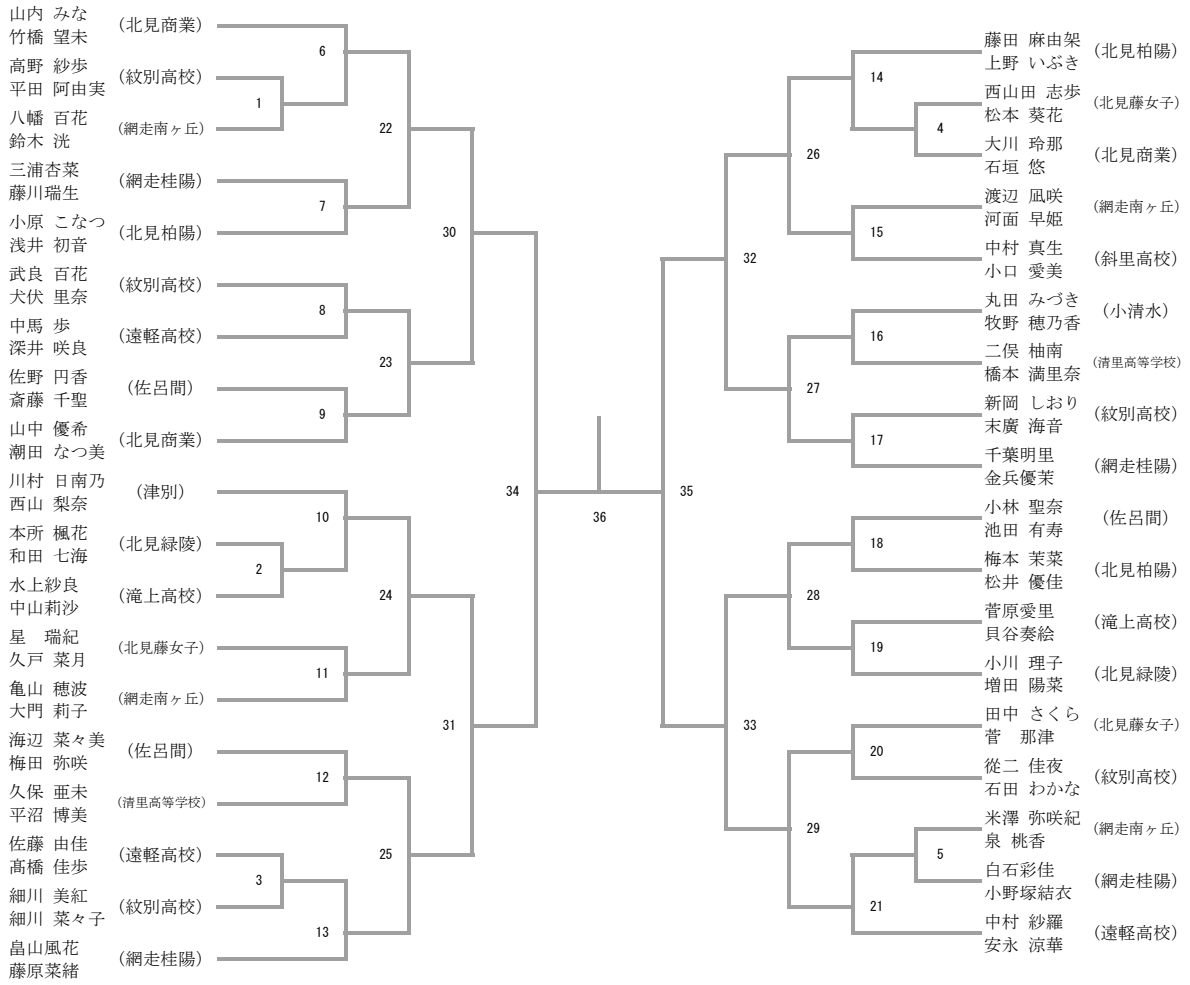 山内 みな
竹橋 望未
(北見商業)
高野 紗歩
平田 阿由実
(紋別高校)
八幡 百花
鈴木 洸
(網走南ヶ丘)
三浦杏菜
藤川瑞生
(網走桂陽)
小原 こなつ
浅井 初音
(北見柏陽)
武良 百花
犬伏 里奈
(紋別高校)
中馬 歩
深井 咲良
(遠軽高校)
佐野 円香
斎藤 千聖
(佐呂間)
山中 優希
潮田 なつ美
(北見商業)
川村 日南乃
西山 梨奈
(津別)
本所 楓花
和田 七海
(北見緑陵)
水上紗良
中山莉沙
(滝上高校)
星 瑞紀
久戸 菜月
(北見藤女子)
亀山 穂波
大門 莉子
(網走南ヶ丘)
海辺 菜々美
梅田 弥咲
(佐呂間)
久保 亜未
平沼 博美
(清里高等学校)
佐藤 由佳
髙橋 佳歩
(遠軽高校)
細川 美紅
細川 菜々子
(紋別高校)
畠山風花
藤原菜緒
(網走桂陽)
1
2
3
6
7
8
9
10
11
12
13
22
23
24
25
30
31
34
36
35
32
33
26
27
28
29
14
15
16
17
18
19
20
21
4
5
藤田 麻由架
上野 いぶき
(北見柏陽)
西山田 志歩
松本 葵花
(北見藤女子)
大川 玲那
石垣 悠
(北見商業)
渡辺 凪咲
河面 早姫
(網走南ヶ丘)
中村 真生
小口 愛美
(斜里高校)
丸田 みづき
牧野 穂乃香
(小清水)
二俣 柚南
橋本 満里奈
(清里高等学校)
新岡 しおり
末廣 海音
(紋別高校)
千葉明里
金兵優茉
(網走桂陽)
小林 聖奈
池田 有寿
(佐呂間)
梅本 茉菜
松井 優佳
(北見柏陽)
菅原愛里
貝谷奏絵
(滝上高校)
小川 理子
増田 陽菜
(北見緑陵)
田中 さくら
菅 那津
(北見藤女子)
從二 佳夜
石田 わかな
(紋別高校)
米澤 弥咲紀
泉 桃香
(網走南ヶ丘)
白石彩佳
小野塚結衣
(網走桂陽)
中村 紗羅
安永 涼華
(遠軽高校)